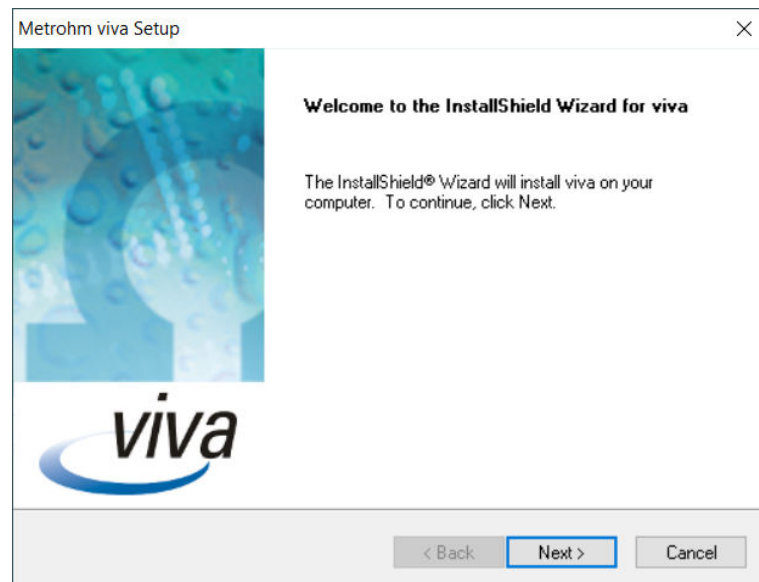 Metrohm viva Setup
Welcome to the InstallShield Wizard for viva
The InstallShield® Wizard will install viva on your
computer. To continue, click Next.
viva
< Back
Next >
Cancel